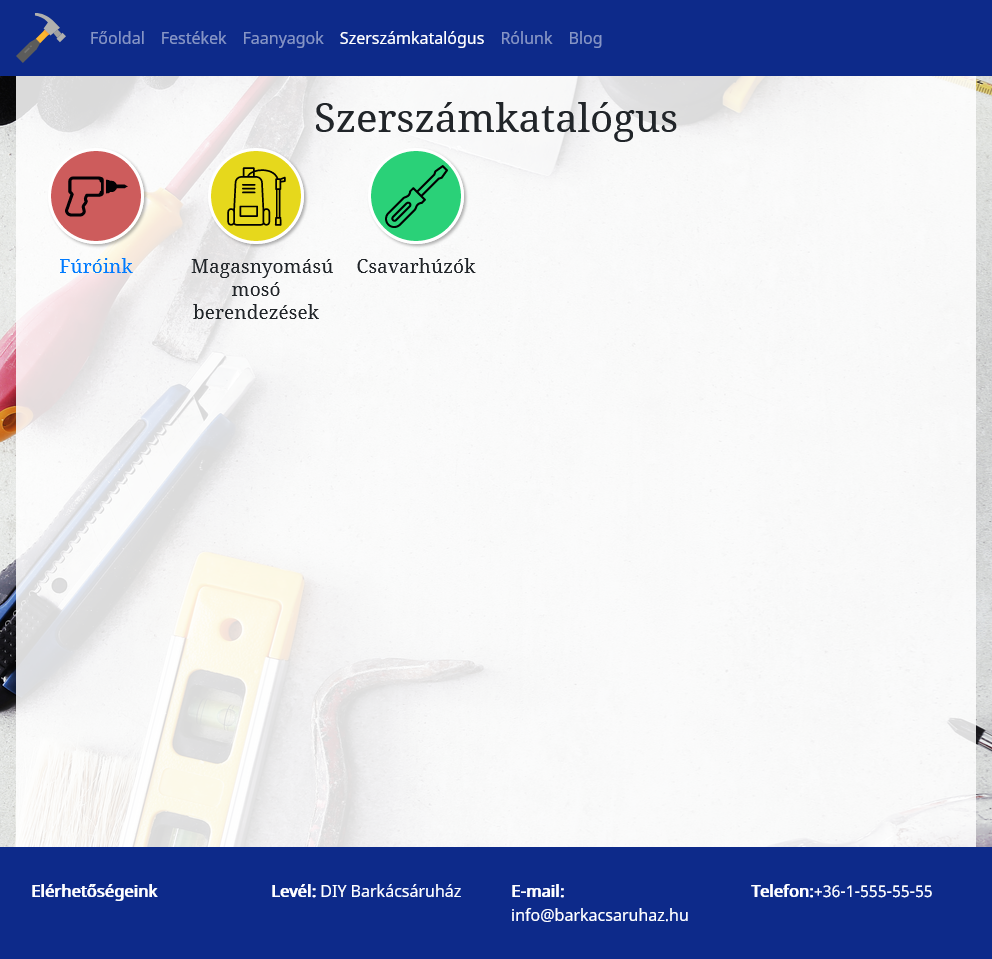 Főoldal Festékek Faanyagok Szerszámkatalógus Rólunk Blog
Szerszámkatalógus
Fúróink
Magasnyomású
mosó
berendezések
Csavarhúzók
Elérhetőségeink
Levél: DIY Barkácsáruház
E-mail:
info@barkacsaruhaz.hu
Telefon:+36-1-555-55-55